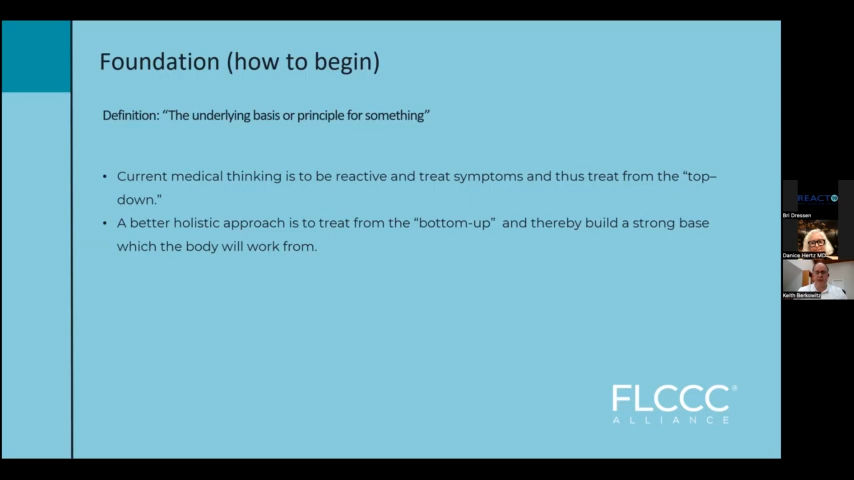 Foundation (how to begin)
Definition: “The underlying basis or principle for something”
• Current medical thinking is to be reactive and treat symptoms and thus treat from the “top–
down.”
• A better holistic approach is to treat from the “bottom-up” and thereby build a strong base
which the body will work from.
FLCCC®
ALLIANCE
REACT19
Bri Dressen
Danice Hertz MD
Keith Berkowitz